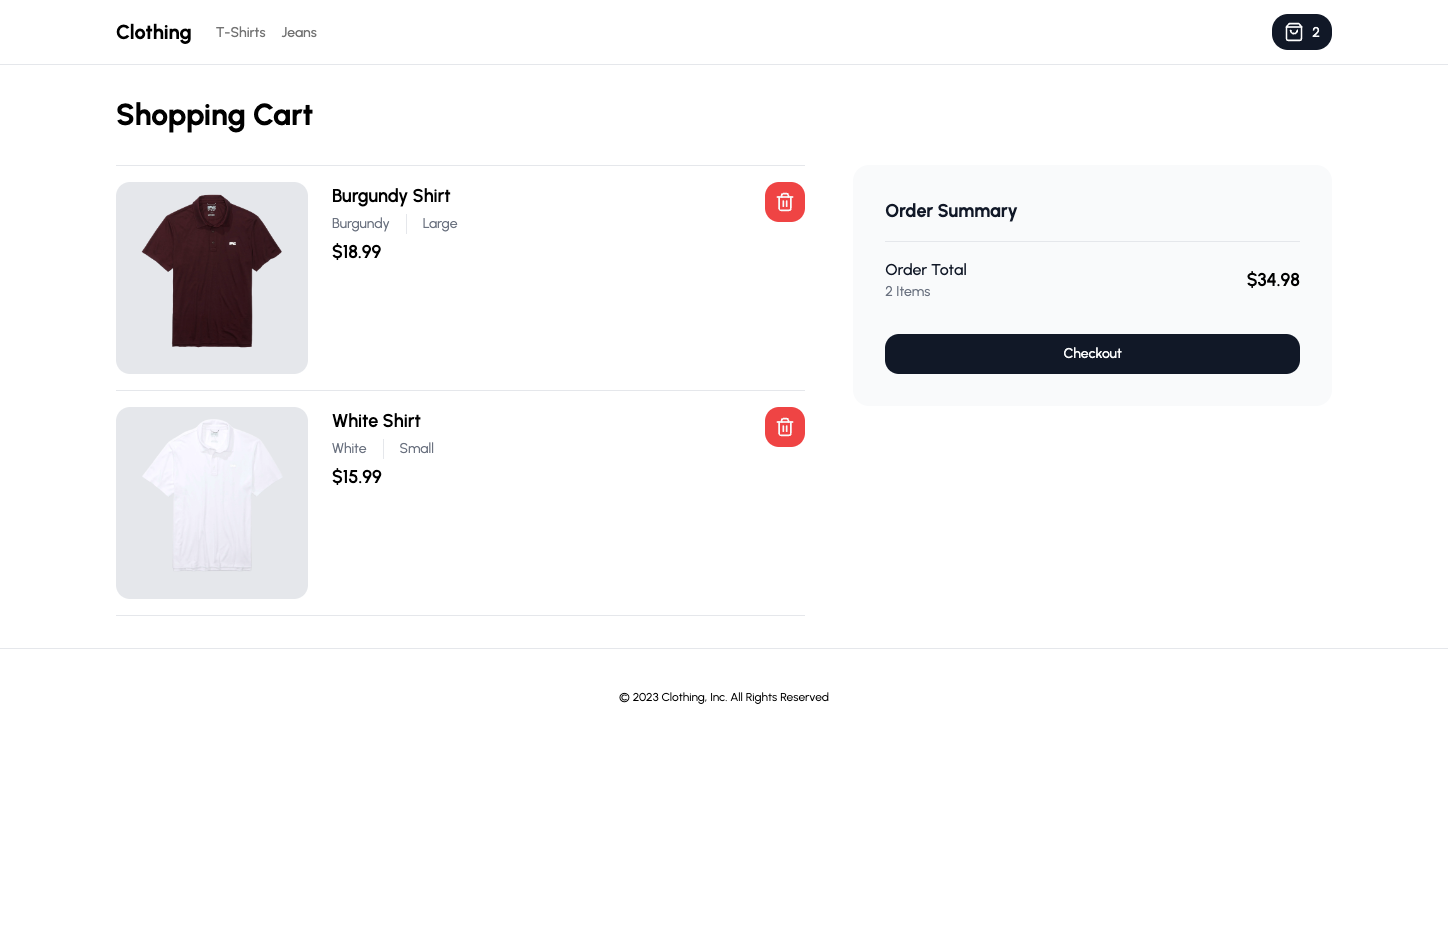 Clothing
T-Shirts
Jeans
2
Shopping Cart
Burgundy Shirt
Burgundy
Large
$18.99
White Shirt
White
Small
$15.99
Order Summary
Order Total
2 Items
$34.98
Checkout
© 2023 Clothing, Inc. All Rights Reserved